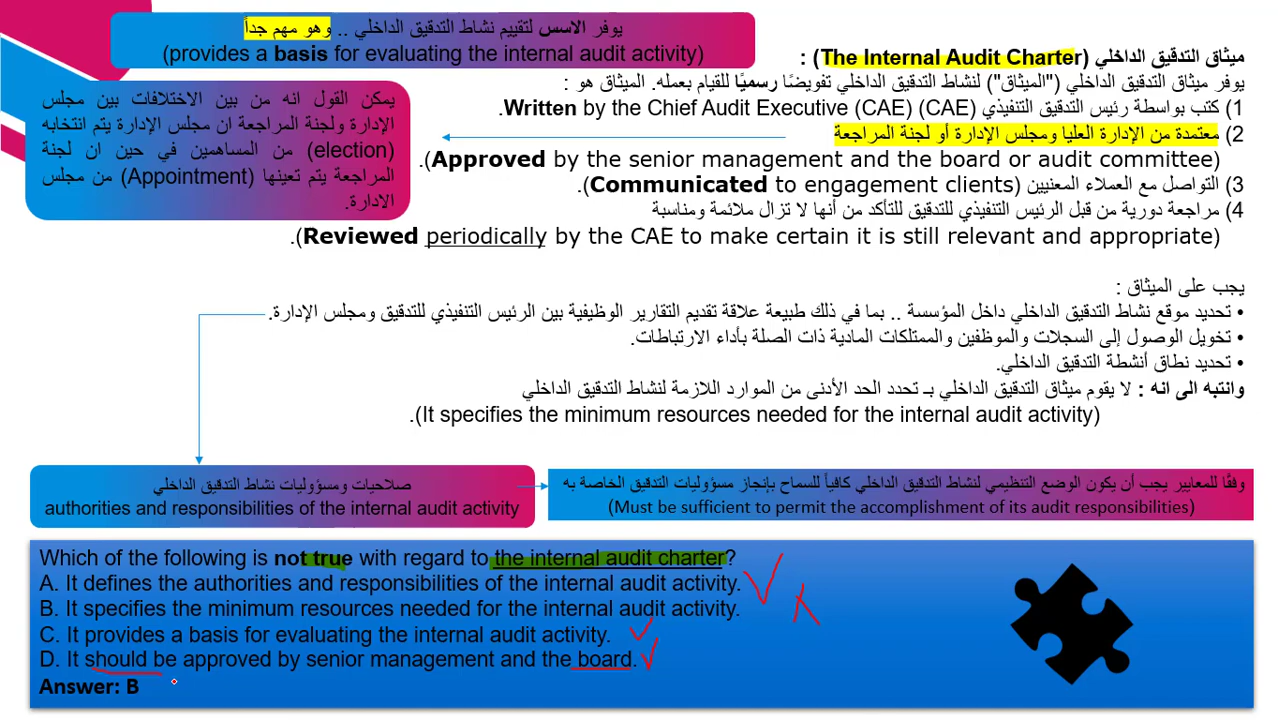 يوفر الاسس لتقييم نشاط التدقيق الداخلي .. وهو مهم جداً
(provides a basis for evaluating the internal audit activity)
ميثاق التدقيق الداخلي (The Internal Audit Charter) :
يوفر ميثاق التدقيق الداخلي ("الميثاق") لنشاط التدقيق الداخلي تفويضًا رسميًا للقيام بعمله. الميثاق هو :
1) كتب بواسطة رئيس التدقيق التنفيذي (CAE) (CAE) Written by the Chief Audit Executive.
2) معتمدة من الإدارة العليا ومجلس الإدارة أو لجنة المراجعة
(Approved by the senior management and the board or audit committee).
3) التواصل مع العملاء المعنيين (Communicated to engagement clients).
4) مراجعة دورية من قبل الرئيس التنفيذي للتدقيق للتأكد من أنها لا تزال ملائمة ومناسبة
(Reviewed periodically by the CAE to make certain it is still relevant and appropriate).
يمكن القول انه من بين الاختلافات بين مجلس
الإدارة ولجنة المراجعة ان مجلس الإدارة يتم انتخابه
(election) من المساهمين في حين ان لجنة
المراجعة يتم تعينها (Appointment) من مجلس
الادارة.
يجب على الميثاق :
• تحديد موقع نشاط التدقيق الداخلي داخل المؤسسة .. بما في ذلك طبيعة علاقة تقديم التقارير الوظيفية بين الرئيس التنفيذي للتدقيق ومجلس الإدارة.
• تخويل الوصول إلى السجلات والموظفين والممتلكات المادية ذات الصلة بأداء الارتباطات.
• تحديد نطاق أنشطة التدقيق الداخلي.
وانتبه الى انه : لا يقوم ميثاق التدقيق الداخلي بـ تحدد الحد الأدنى من الموارد اللازمة لنشاط التدقيق الداخلي
(It specifies the minimum resources needed for the internal audit activity).
صلاحيات ومسؤوليات نشاط التدقيق الداخلي
authorities and responsibilities of the internal audit activity
وفقًا للمعايير يجب أن يكون الوضع التنظيمي لنشاط التدقيق الداخلي كافياً للسماح بإنجاز مسؤوليات التدقيق الخاصة به
(Must be sufficient to permit the accomplishment of its audit responsibilities)
Which of the following is not true with regard to the internal audit charter?
A. It defines the authorities and responsibilities of the internal audit activity.
B. It specifies the minimum resources needed for the internal audit activity.
C. It provides a basis for evaluating the internal audit activity.
D. It should be approved by senior management and the board.
Answer: B